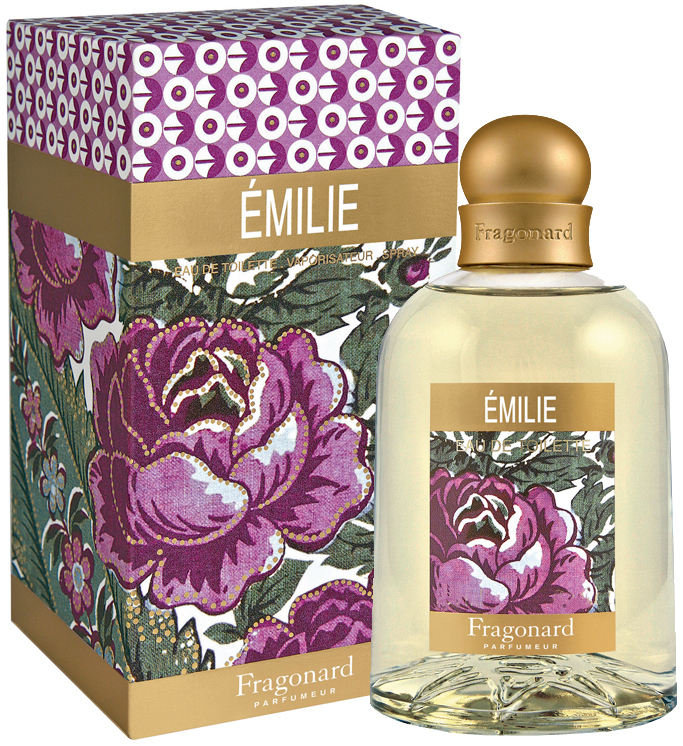 ÉMILIE
EAU DE TOILETTE - VAPORISATEUR - SPRAY
Fragonard
PARFUMEUR
Fragonard
ÉMILIE
EAU DE TOILETTE
Fragonard
PARFUMEUR